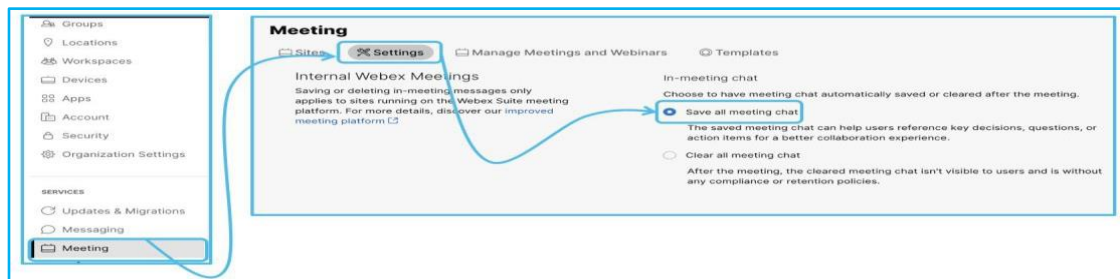 Groups
Locations
Workspaces
Devices
Apps
Account
Security
Organization Settings
SERVICES
Updates & Migrations
Messaging
Meeting
Meeting
Sites
Settings
Manage Meetings and Webinars
Templates
Internal Webex Meetings
Saving or deleting in-meeting messages only
applies to sites running on the Webex Suite meeting
platform. For more details, discover our improved
meeting platform
In-meeting chat
Choose to have meeting chat automatically saved or cleared after the meeting.
Save all meeting chat
The saved meeting chat can help users reference key decisions, questions, or
action items for a better collaboration experience.
Clear all meeting chat
After the meeting, the cleared meeting chat isn't visible to users and is without
any compliance or retention policies.